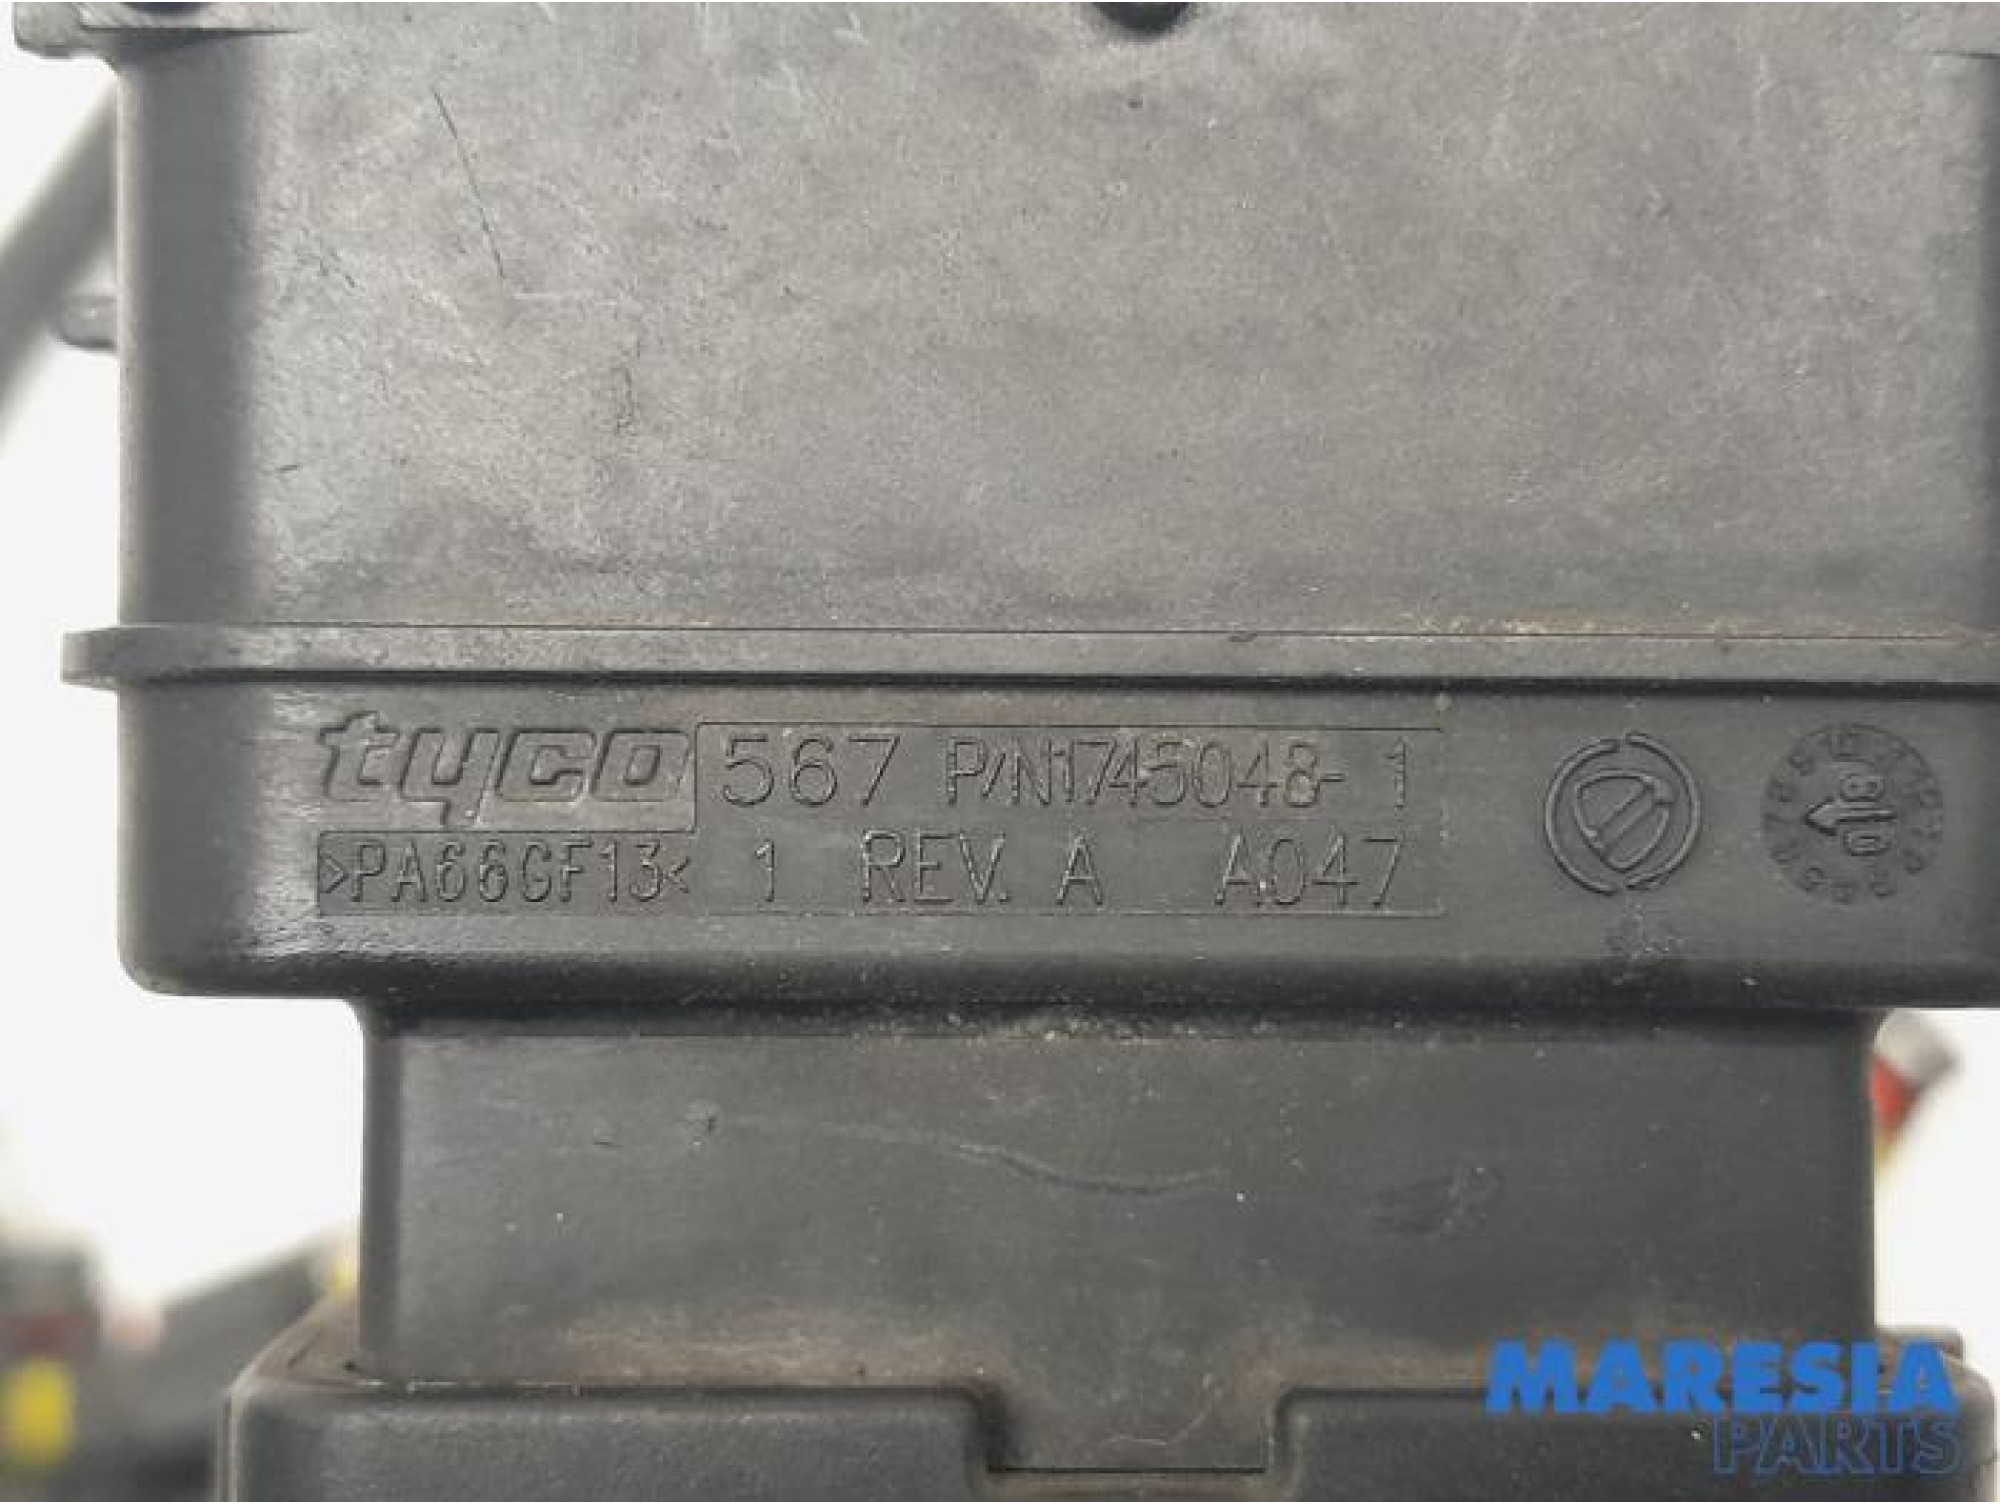 tyco 567 P/N1745048-1
>PA66GF13< 1 REV. A A047
MARESIA
PARTS